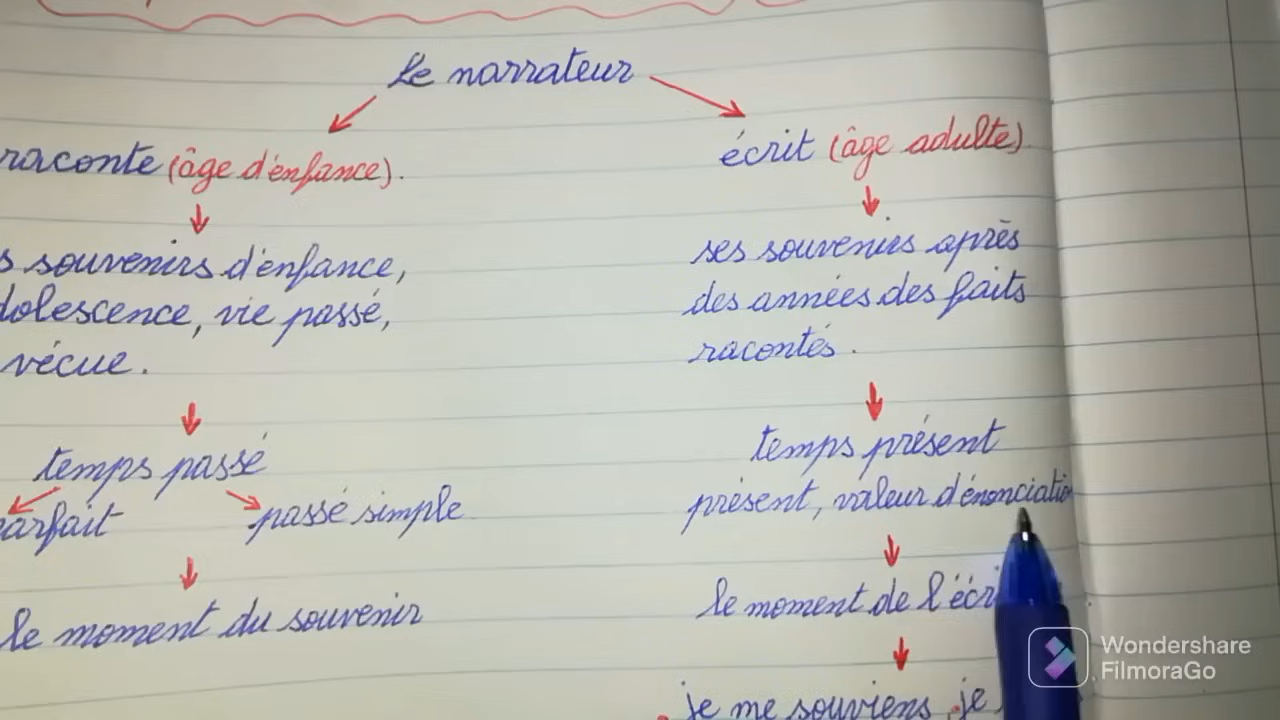 Le narrateur
raconte (âge d'enfance).
écrit (âge adulte)
s souvenirs d'enfance,
dolescence, vie passé,
vécue.
ses souvenirs après
des années des faits
racontés.
temps passé
arfait
passé simple
le moment du souvenir
temps présent
présent, valeur d'énonciatio
le moment de l'écri
je me souviens, je
Wondershare
FilmoraGo